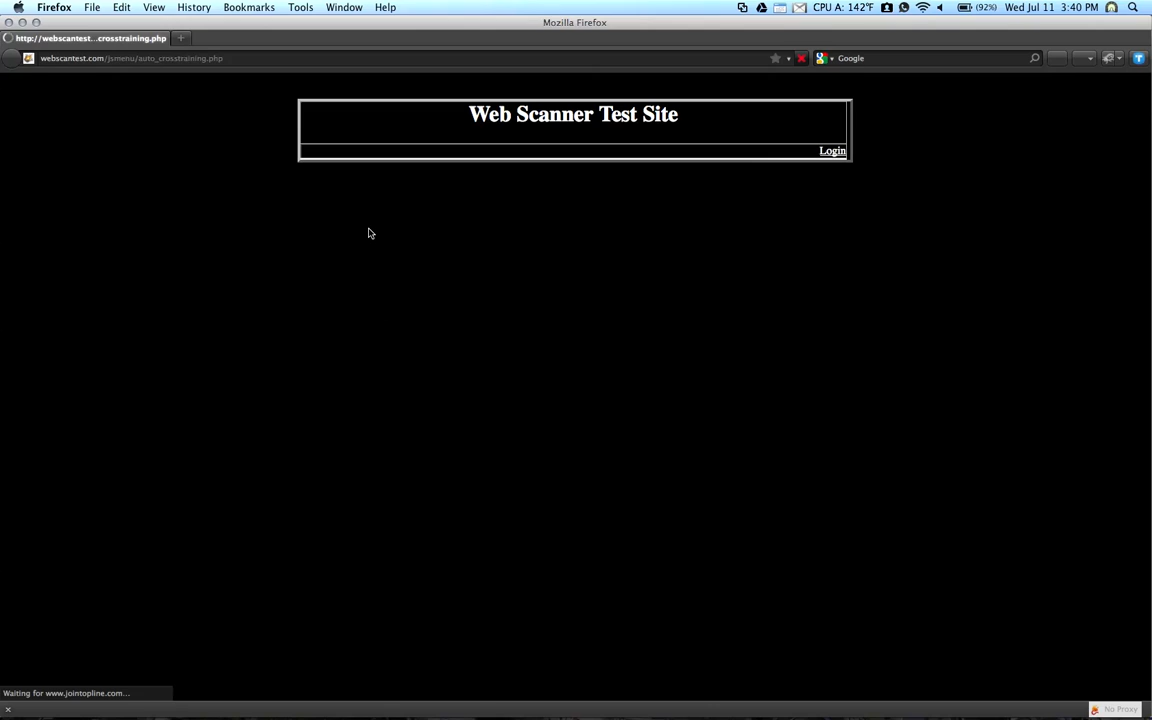 Firefox File Edit View History Bookmarks Tools Window Help CPU A: 142°F (92%) Wed Jul 11 3:40 PM
Mozilla Firefox
http://webscantest...crosstraining.php +
webscantest.com/jsmenu/auto_crosstraining.php Google
Web Scanner Test Site
Login
Waiting for www.jointopline.com...
No Proxy